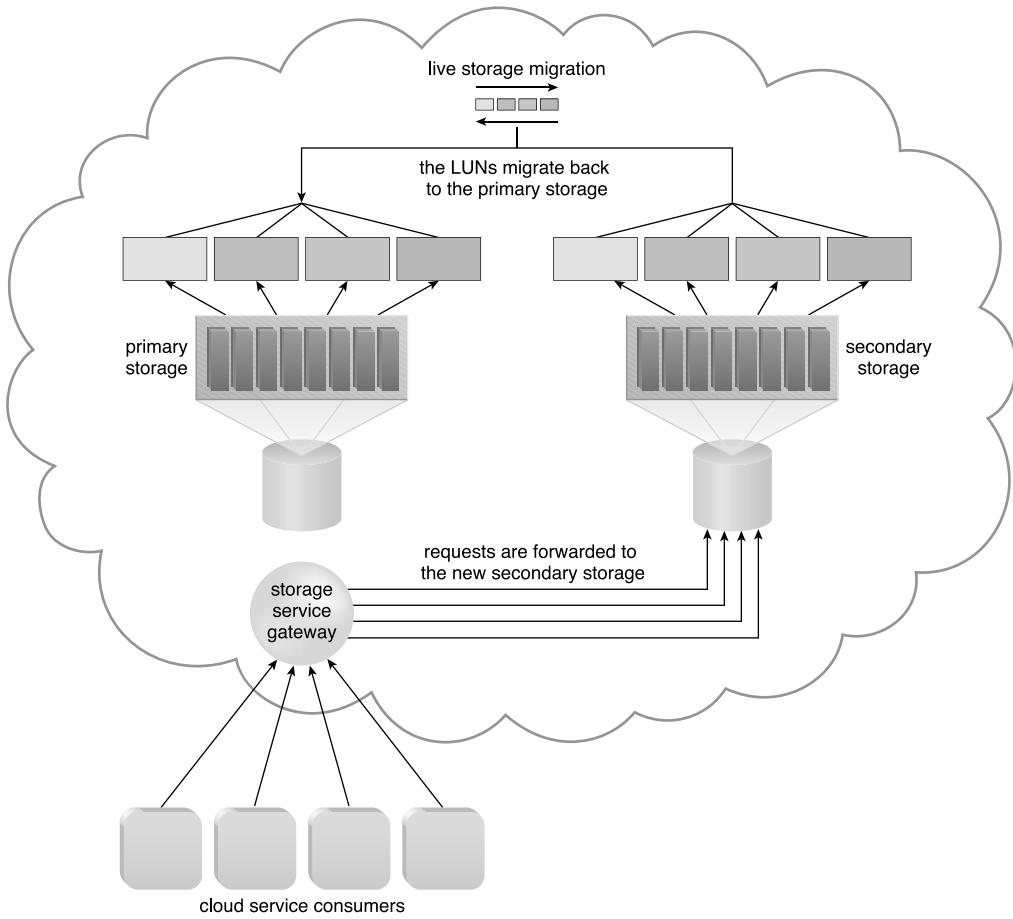 live storage migration
the LUNs migrate back
to the primary storage
primary
storage
secondary
storage
requests are forwarded to
the new secondary storage
storage
service
gateway
cloud service consumers